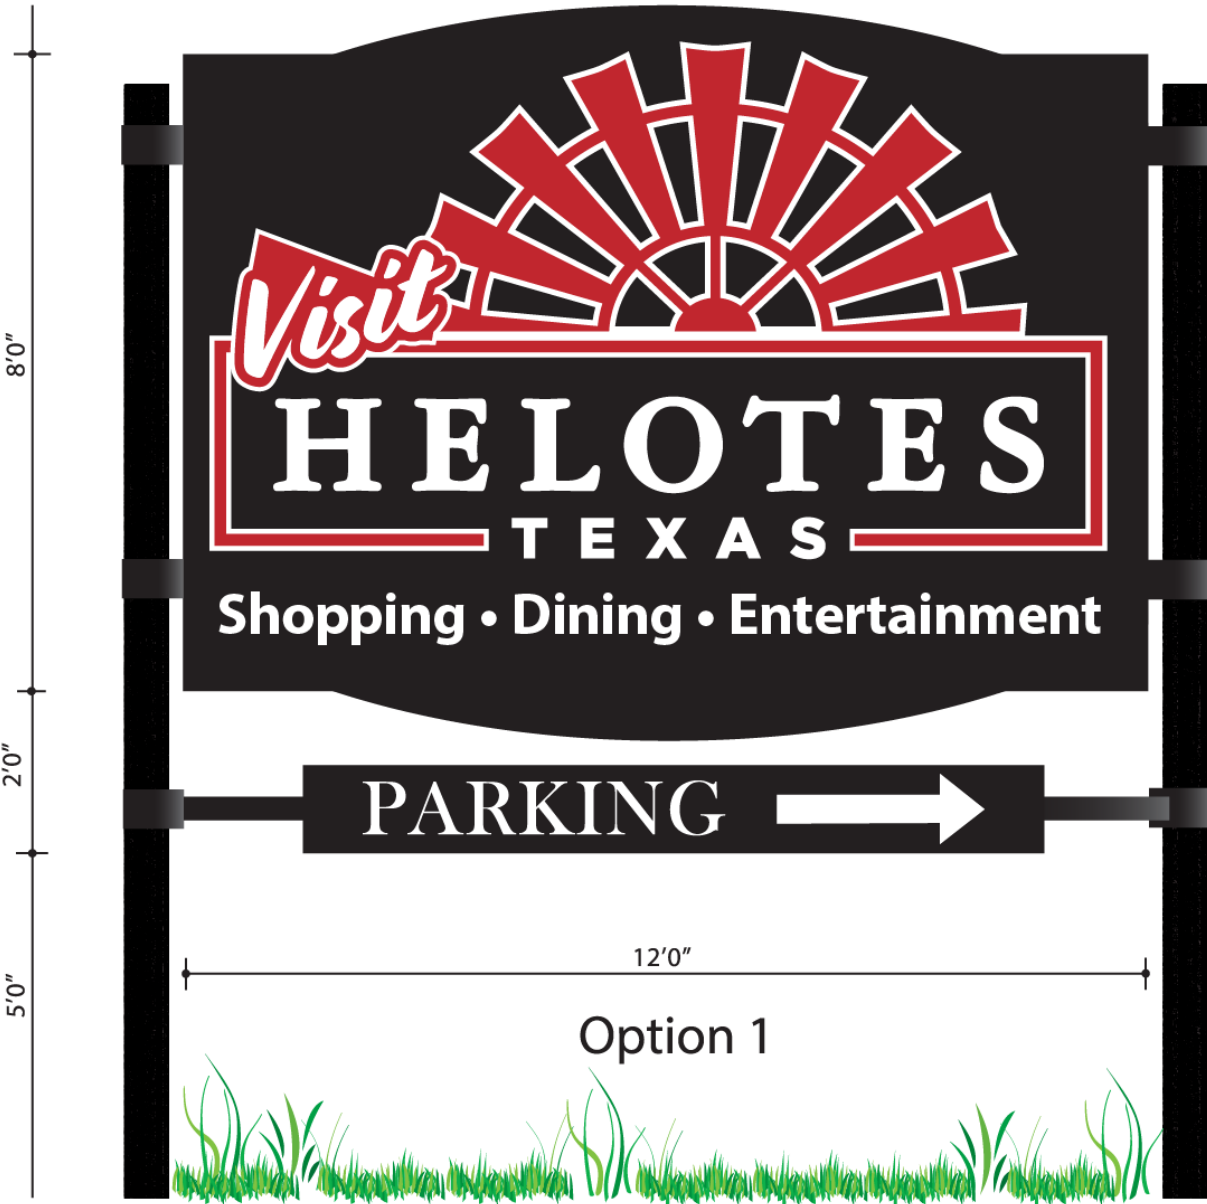 Visit
HELOTES
TEXAS
Shopping • Dining • Entertainment
8’0”
2’0”
PARKING
5’0”
12’0”
Option 1